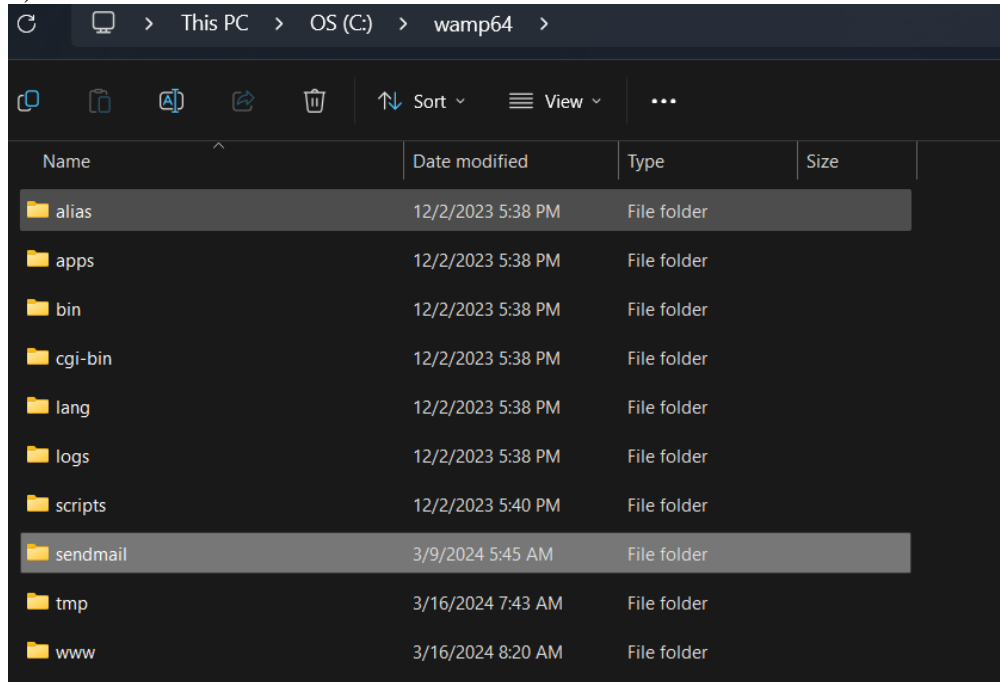 This PC > OS (C:) > wamp64 >
Sort View ...
Name Date modified Type Size
alias 12/2/2023 5:38 PM File folder
apps 12/2/2023 5:38 PM File folder
bin 12/2/2023 5:38 PM File folder
cgi-bin 12/2/2023 5:38 PM File folder
lang 12/2/2023 5:38 PM File folder
logs 12/2/2023 5:38 PM File folder
scripts 12/2/2023 5:40 PM File folder
sendmail 3/9/2024 5:45 AM File folder
tmp 3/16/2024 7:43 AM File folder
www 3/16/2024 8:20 AM File folder